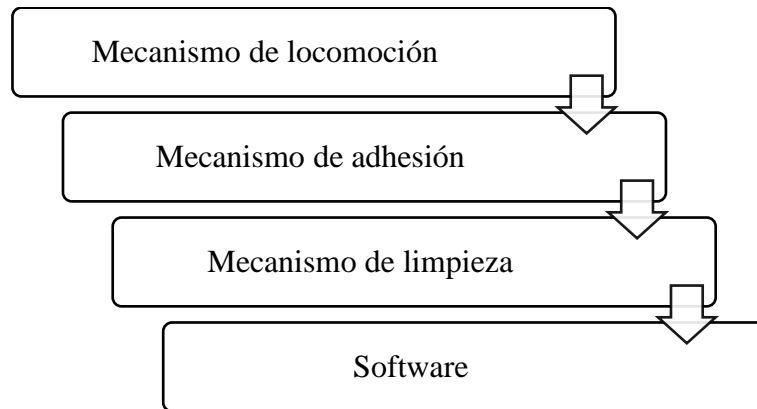 Mecanismo de locomoción
Mecanismo de adhesión
Mecanismo de limpieza
Software